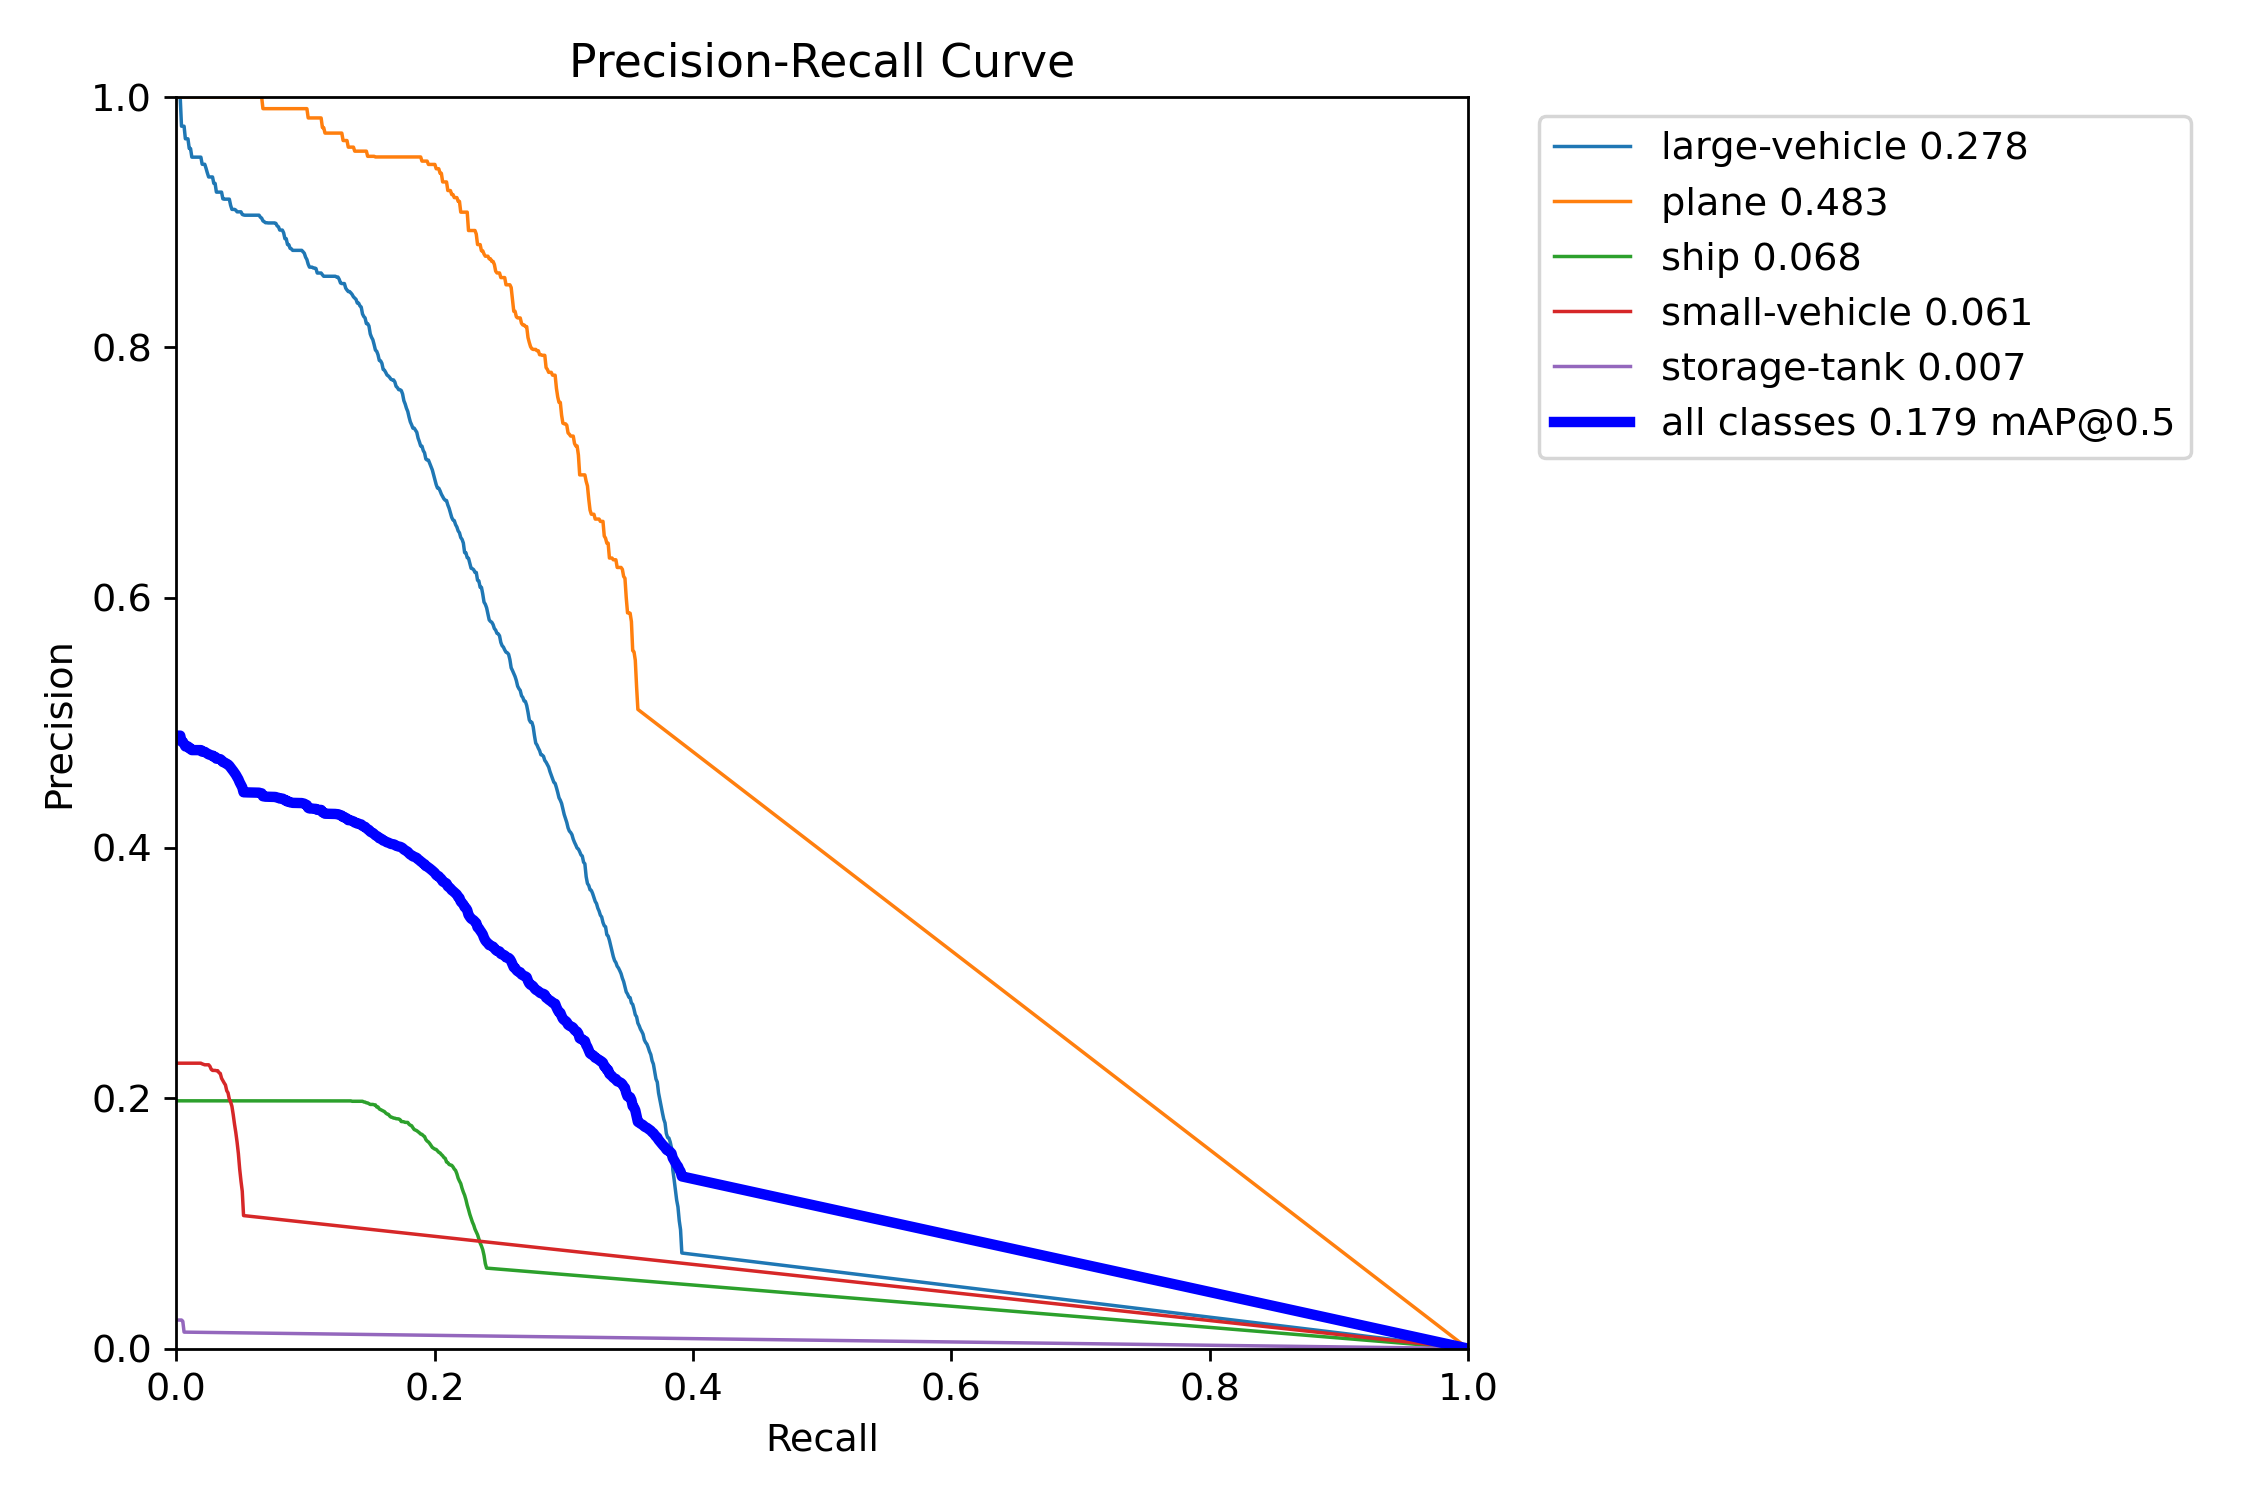 Precision-Recall Curve
1.0
0.8
0.6
0.4
0.2
0.0
Precision
0.0 0.2 0.4 0.6 0.8 1.0
Recall
large-vehicle 0.278
plane 0.483
ship 0.068
small-vehicle 0.061
storage-tank 0.007
all classes 0.179 mAP@0.5